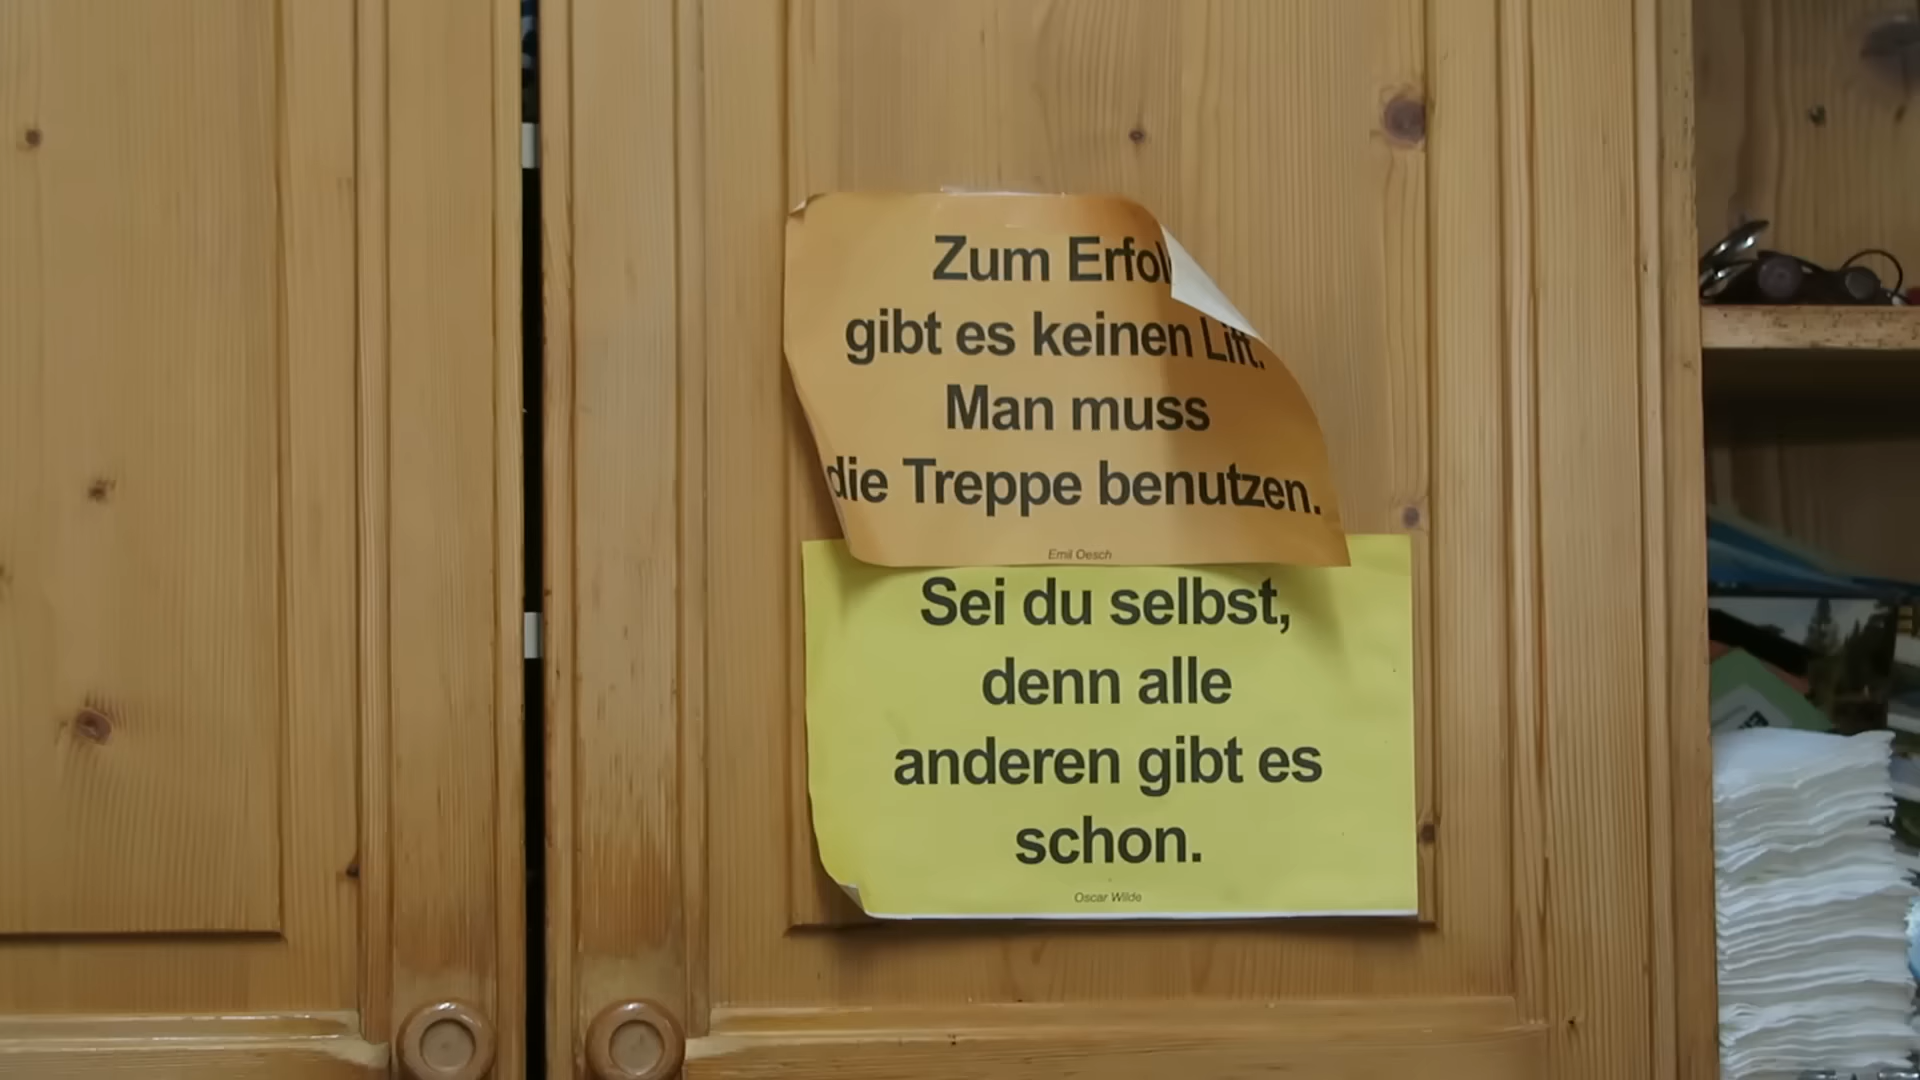 Zum Erfol
gibt es keinen Lift.
Man muss
die Treppe benutzen.
Emil Oesch
Sei du selbst,
denn alle
anderen gibt es
schon.
Oscar Wilde